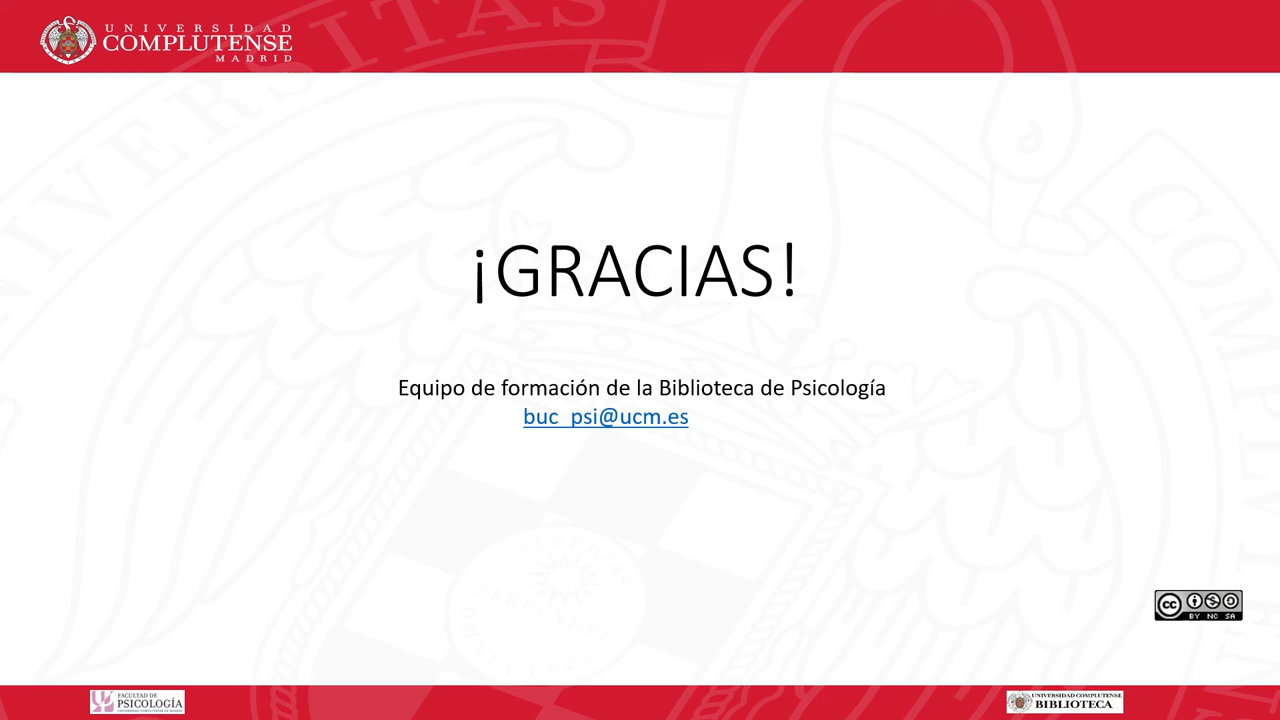 UNIVERSIDAD
COMPLUTENSE
MADRID
¡GRACIAS!
Equipo de formación de la Biblioteca de Psicología
buc_psi@ucm.es
BY NC SA
FACULTAD DE
PSICOLOGÍA
UNIVERSIDAD COMPLUTENSE
BIBLIOTECA